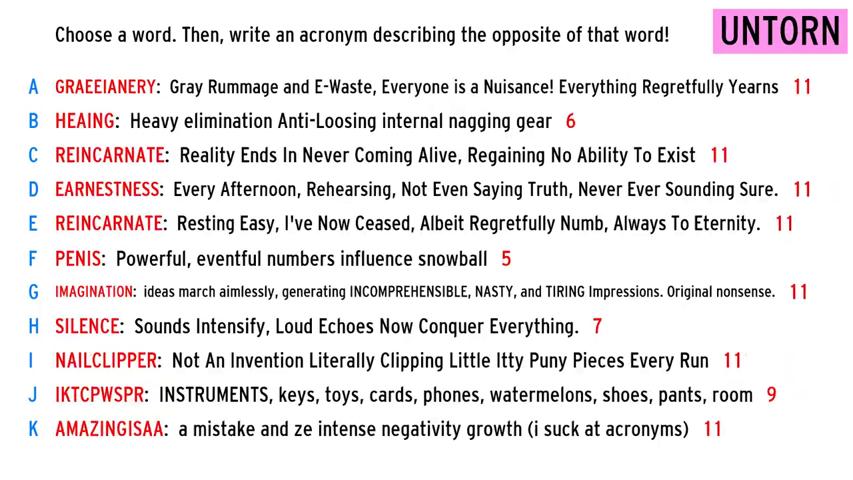 Choose a word. Then, write an acronym describing the opposite of that word! UNTORN
A GRAEEIANERY: Gray Rummage and E-Waste, Everyone is a Nuisance! Everything Regretfully Yearns 11
B HEAING: Heavy elimination Anti-Loosing internal nagging gear 6
C REINCARNATE: Reality Ends In Never Coming Alive, Regaining No Ability To Exist 11
D EARNESTNESS: Every Afternoon, Rehearsing, Not Even Saying Truth, Never Ever Sounding Sure. 11
E REINCARNATE: Resting Easy, I've Now Ceased, Albeit Regretfully Numb, Always To Eternity. 11
F PENIS: Powerful, eventful numbers influence snowball 5
G IMAGINATION: ideas march aimlessly, generating INCOMPREHENSIBLE, NASTY, and TIRING Impressions. Original nonsense. 11
H SILENCE: Sounds Intensify, Loud Echoes Now Conquer Everything. 7
I NAILCLIPPER: Not An Invention Literally Clipping Little Itty Puny Pieces Every Run 11
J IKTCPWSPR: INSTRUMENTS, keys, toys, cards, phones, watermelons, shoes, pants, room 9
K AMAZINGISAA: a mistake and ze intense negativity growth (i suck at acronyms) 11